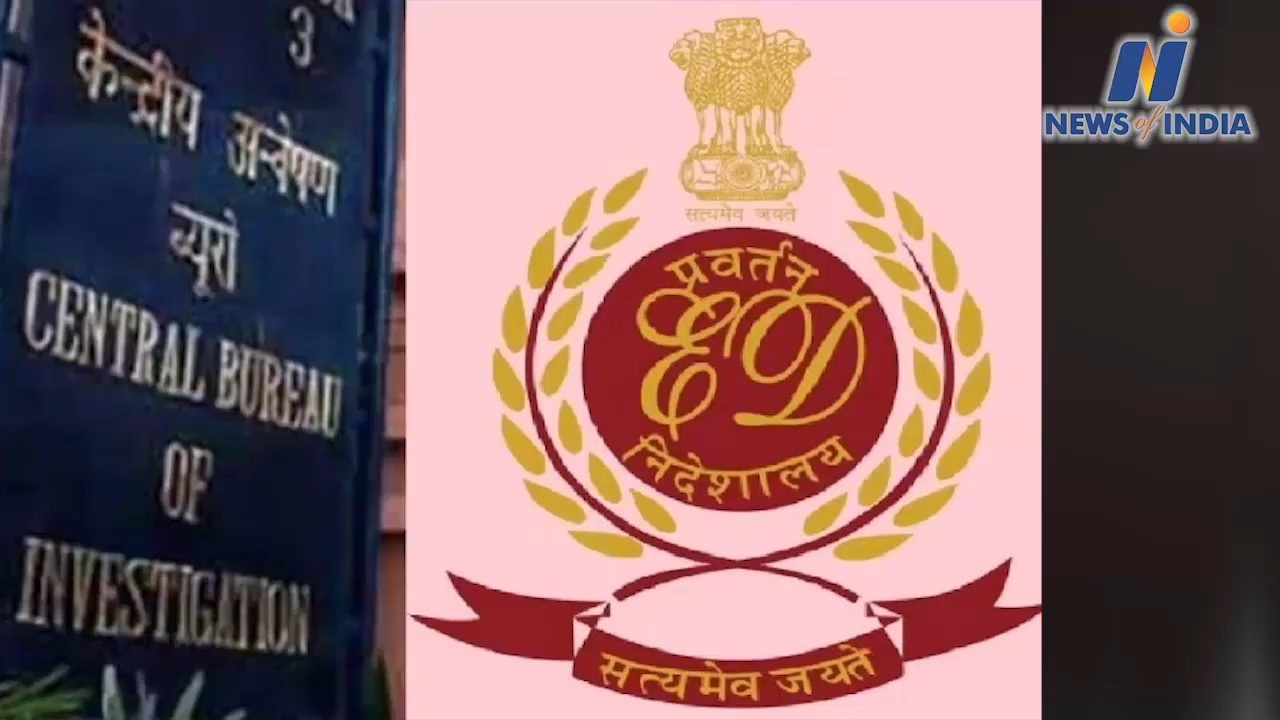 3
केन्द्रीय अन्वेषण
ब्यूरो
CENTRAL BUREAU
OF
INVESTIGATION
सत्यमेव जयते
प्रवर्तन
ED
निदेशालय
सत्यमेव जयते
NEWS of INDIA